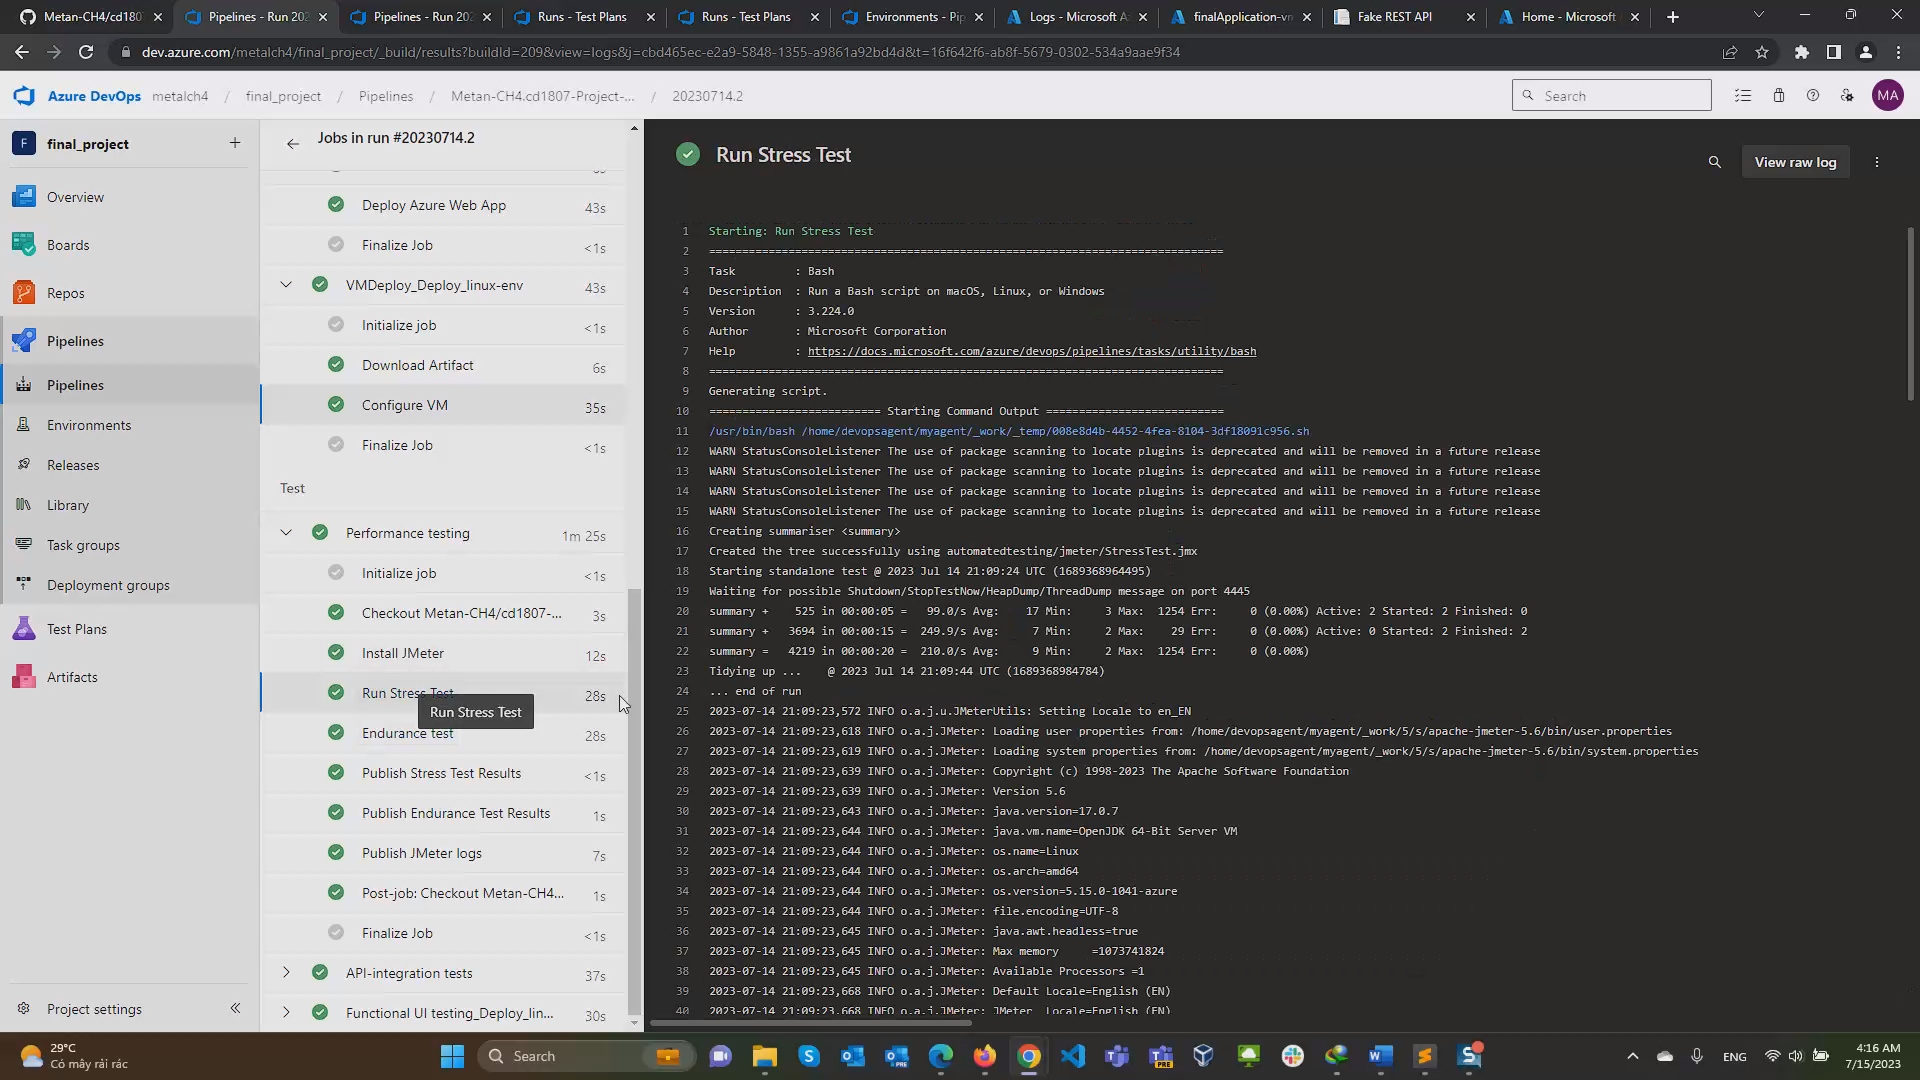 Metan-CH4/cd180
Pipelines - Run 202
Pipelines - Run 202
Runs - Test Plans
Runs - Test Plans
Environments - Pip
Logs - Microsoft A
finalApplication-vm
Fake REST API
Home - Microsoft
dev.azure.com/metalch4/final_project/_build/results?buildId=209&view=logs&j=cbd465ec-e2a9-5848-1355-a9861a92bd4d&t=16f642f6-ab8f-5679-0302-534a9aae9f34
Azure DevOps metalch4 / final_project / Pipelines / Metan-CH4.cd1807-Project-... / 20230714.2
Search
MA
F final_project +
Overview
Boards
Repos
Pipelines
Pipelines
Environments
Releases
Library
Task groups
Deployment groups
Test Plans
Artifacts
Project settings
Jobs in run #20230714.2
Deploy Azure Web App 43s
Finalize Job <1s
VMDeploy_Deploy_linux-env 43s
Initialize job <1s
Download Artifact 6s
Configure VM 35s
Finalize Job <1s
Test
Performance testing 1m 25s
Initialize job <1s
Checkout Metan-CH4/cd1807-... 3s
Install JMeter 12s
Run Stress Test 28s
Run Stress Test
Endurance test 28s
Publish Stress Test Results <1s
Publish Endurance Test Results 1s
Publish JMeter logs 7s
Post-job: Checkout Metan-CH4... 1s
Finalize Job <1s
API-integration tests 37s
Functional UI testing_Deploy_lin... 30s
Run Stress Test
View raw log
1 Starting: Run Stress Test
2 ==============================================================================
3 Task : Bash
4 Description : Run a Bash script on macOS, Linux, or Windows
5 Version : 3.224.0
6 Author : Microsoft Corporation
7 Help : https://docs.microsoft.com/azure/devops/pipelines/tasks/utility/bash
8 ==============================================================================
9 Generating script.
10 ========================== Starting Command Output ===========================
11 /usr/bin/bash /home/devopsagent/myagent/_work/_temp/008e8d4b-4452-4fea-8104-3df18091c956.sh
12 WARN StatusConsoleListener The use of package scanning to locate plugins is deprecated and will be removed in a future release
13 WARN StatusConsoleListener The use of package scanning to locate plugins is deprecated and will be removed in a future release
14 WARN StatusConsoleListener The use of package scanning to locate plugins is deprecated and will be removed in a future release
15 WARN StatusConsoleListener The use of package scanning to locate plugins is deprecated and will be removed in a future release
16 Creating summariser <summary>
17 Created the tree successfully using automatedtesting/jmeter/StressTest.jmx
18 Starting standalone test @ 2023 Jul 14 21:09:24 UTC (1689368964495)
19 Waiting for possible Shutdown/StopTestNow/HeapDump/ThreadDump message on port 4445
20 summary + 525 in 00:00:05 = 99.0/s Avg: 17 Min: 3 Max: 1254 Err: 0 (0.00%) Active: 2 Started: 2 Finished: 0
21 summary + 3694 in 00:00:15 = 249.9/s Avg: 7 Min: 2 Max: 29 Err: 0 (0.00%) Active: 0 Started: 2 Finished: 2
22 summary = 4219 in 00:00:20 = 210.0/s Avg: 9 Min: 2 Max: 1254 Err: 0 (0.00%)
23 Tidying up ... @ 2023 Jul 14 21:09:44 UTC (1689368984784)
24 ... end of run
25 2023-07-14 21:09:23,572 INFO o.a.j.u.JMeterUtils: Setting Locale to en_EN
26 2023-07-14 21:09:23,618 INFO o.a.j.JMeter: Loading user properties from: /home/devopsagent/myagent/_work/5/s/apache-jmeter-5.6/bin/user.properties
27 2023-07-14 21:09:23,619 INFO o.a.j.JMeter: Loading system properties from: /home/devopsagent/myagent/_work/5/s/apache-jmeter-5.6/bin/system.properties
28 2023-07-14 21:09:23,639 INFO o.a.j.JMeter: Copyright (c) 1998-2023 The Apache Software Foundation
29 2023-07-14 21:09:23,639 INFO o.a.j.JMeter: Version 5.6
30 2023-07-14 21:09:23,643 INFO o.a.j.JMeter: java.version=17.0.7
31 2023-07-14 21:09:23,644 INFO o.a.j.JMeter: java.vm.name=OpenJDK 64-Bit Server VM
32 2023-07-14 21:09:23,644 INFO o.a.j.JMeter: os.name=Linux
33 2023-07-14 21:09:23,644 INFO o.a.j.JMeter: os.arch=amd64
34 2023-07-14 21:09:23,644 INFO o.a.j.JMeter: os.version=5.15.0-1041-azure
35 2023-07-14 21:09:23,644 INFO o.a.j.JMeter: file.encoding=UTF-8
36 2023-07-14 21:09:23,645 INFO o.a.j.JMeter: java.awt.headless=true
37 2023-07-14 21:09:23,645 INFO o.a.j.JMeter: Max memory =1073741824
38 2023-07-14 21:09:23,645 INFO o.a.j.JMeter: Available Processors =1
39 2023-07-14 21:09:23,668 INFO o.a.j.JMeter: Default Locale=English (EN)
40 2023-07-14 21:09:23,668 INFO o.a.j.JMeter: JMeter Locale=English (EN)
29°C
Có mây rải rác
Search
ENG
4:16 AM
7/15/2023